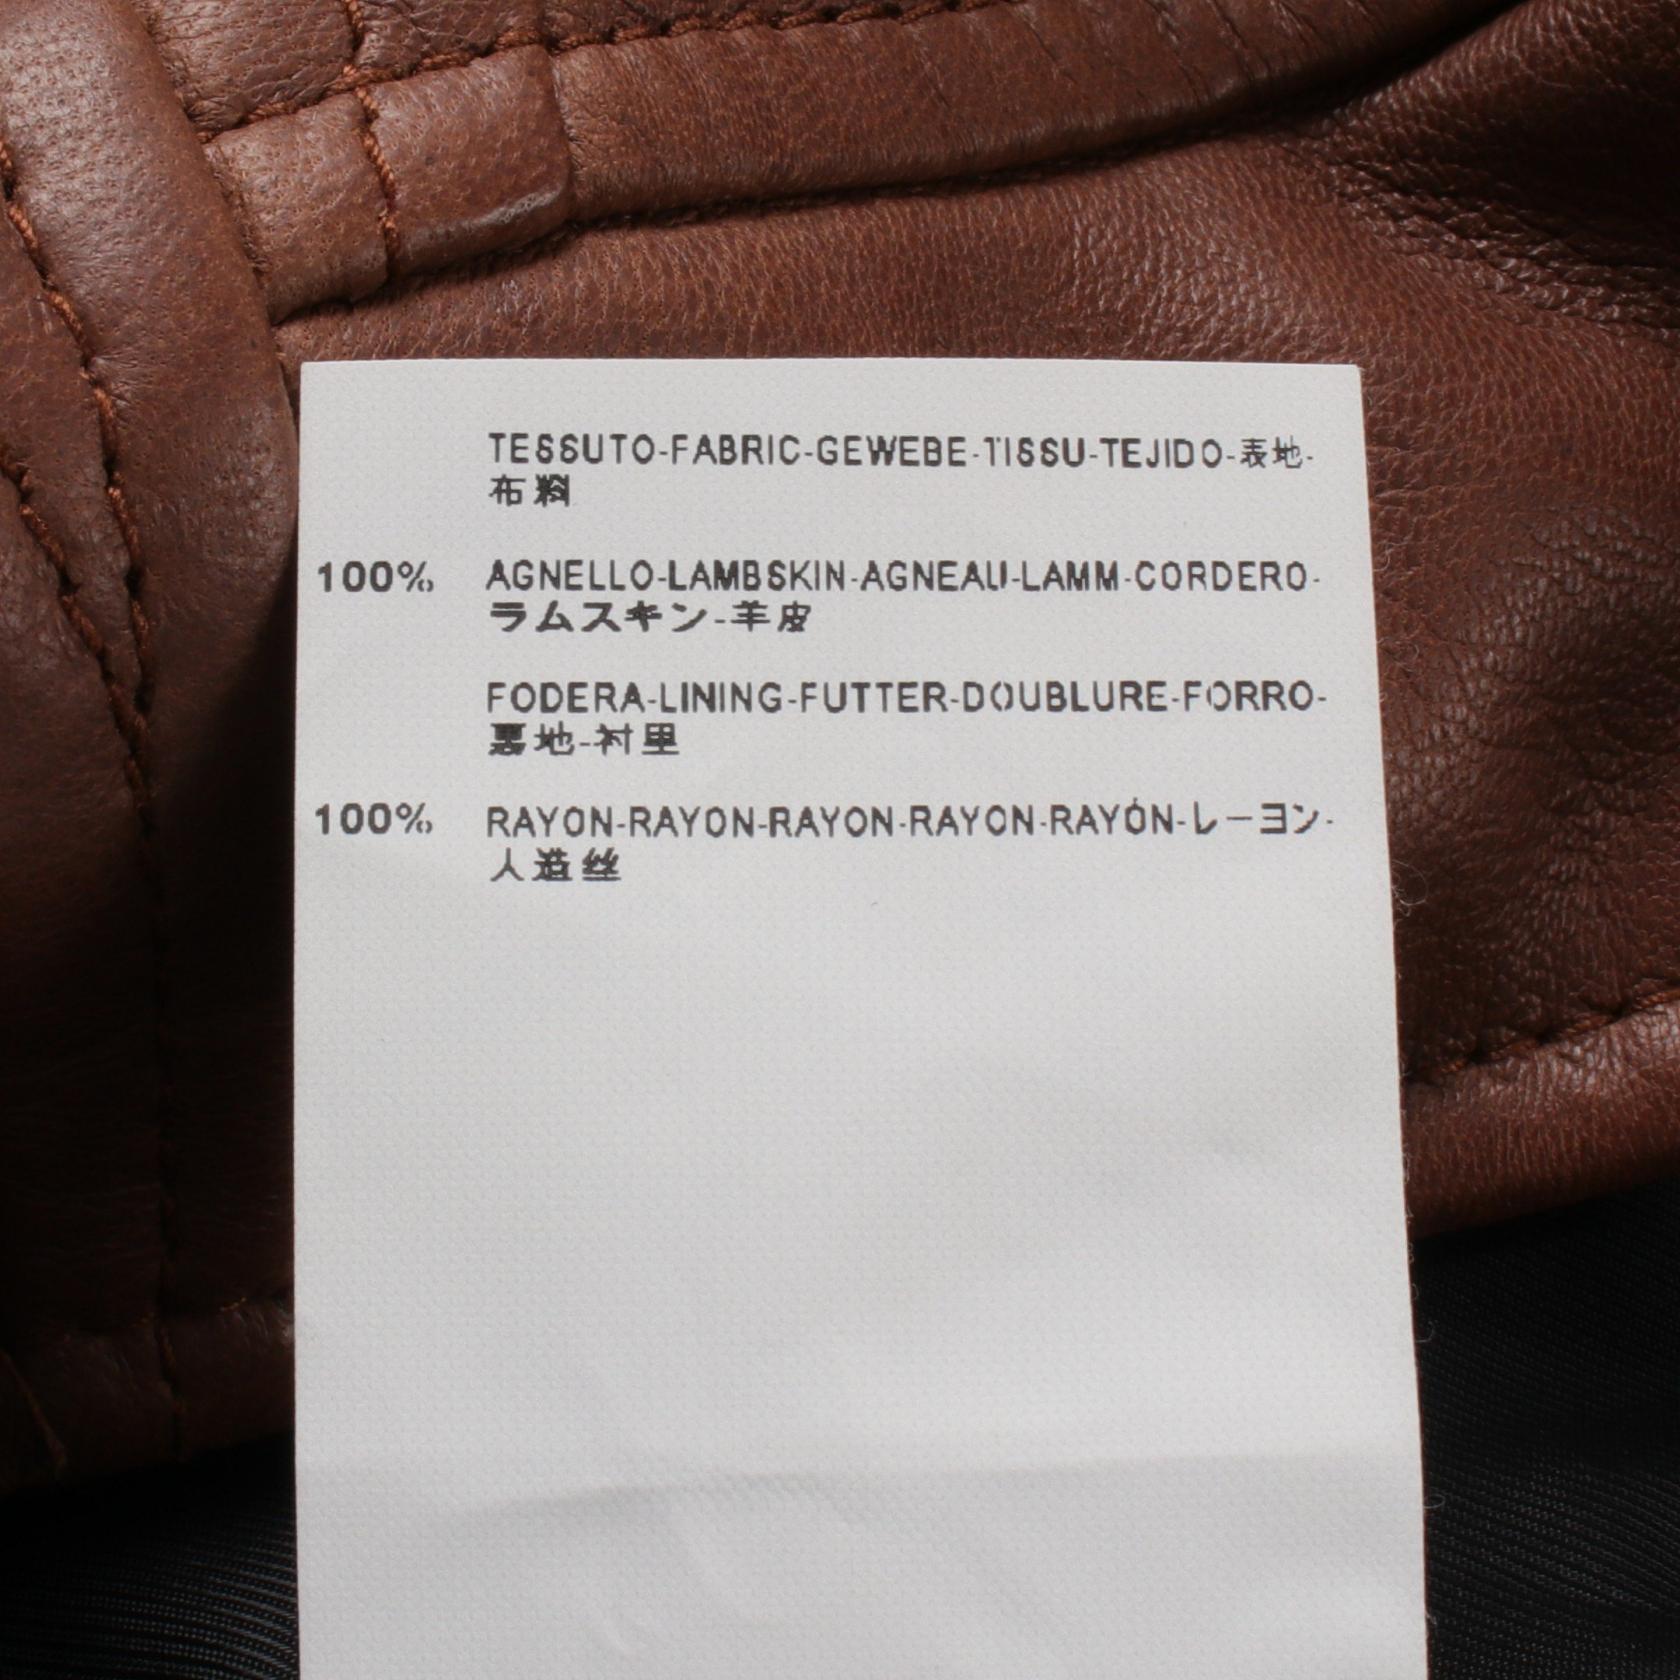 TESSUTO-FABRIC-GEWEBE-TISSU-TEJIDO-表地-
布料
100% AGNELLO-LAMBSKIN-AGNEAU-LAMM-CORDERO-
ラムスキン-羊皮
FODERA-LINING-FUTTER-DOUBLURE-FORRO-
裏地-衬里
100% RAYON-RAYON-RAYON-RAYON-RAYÓN-レーヨン-
人造丝